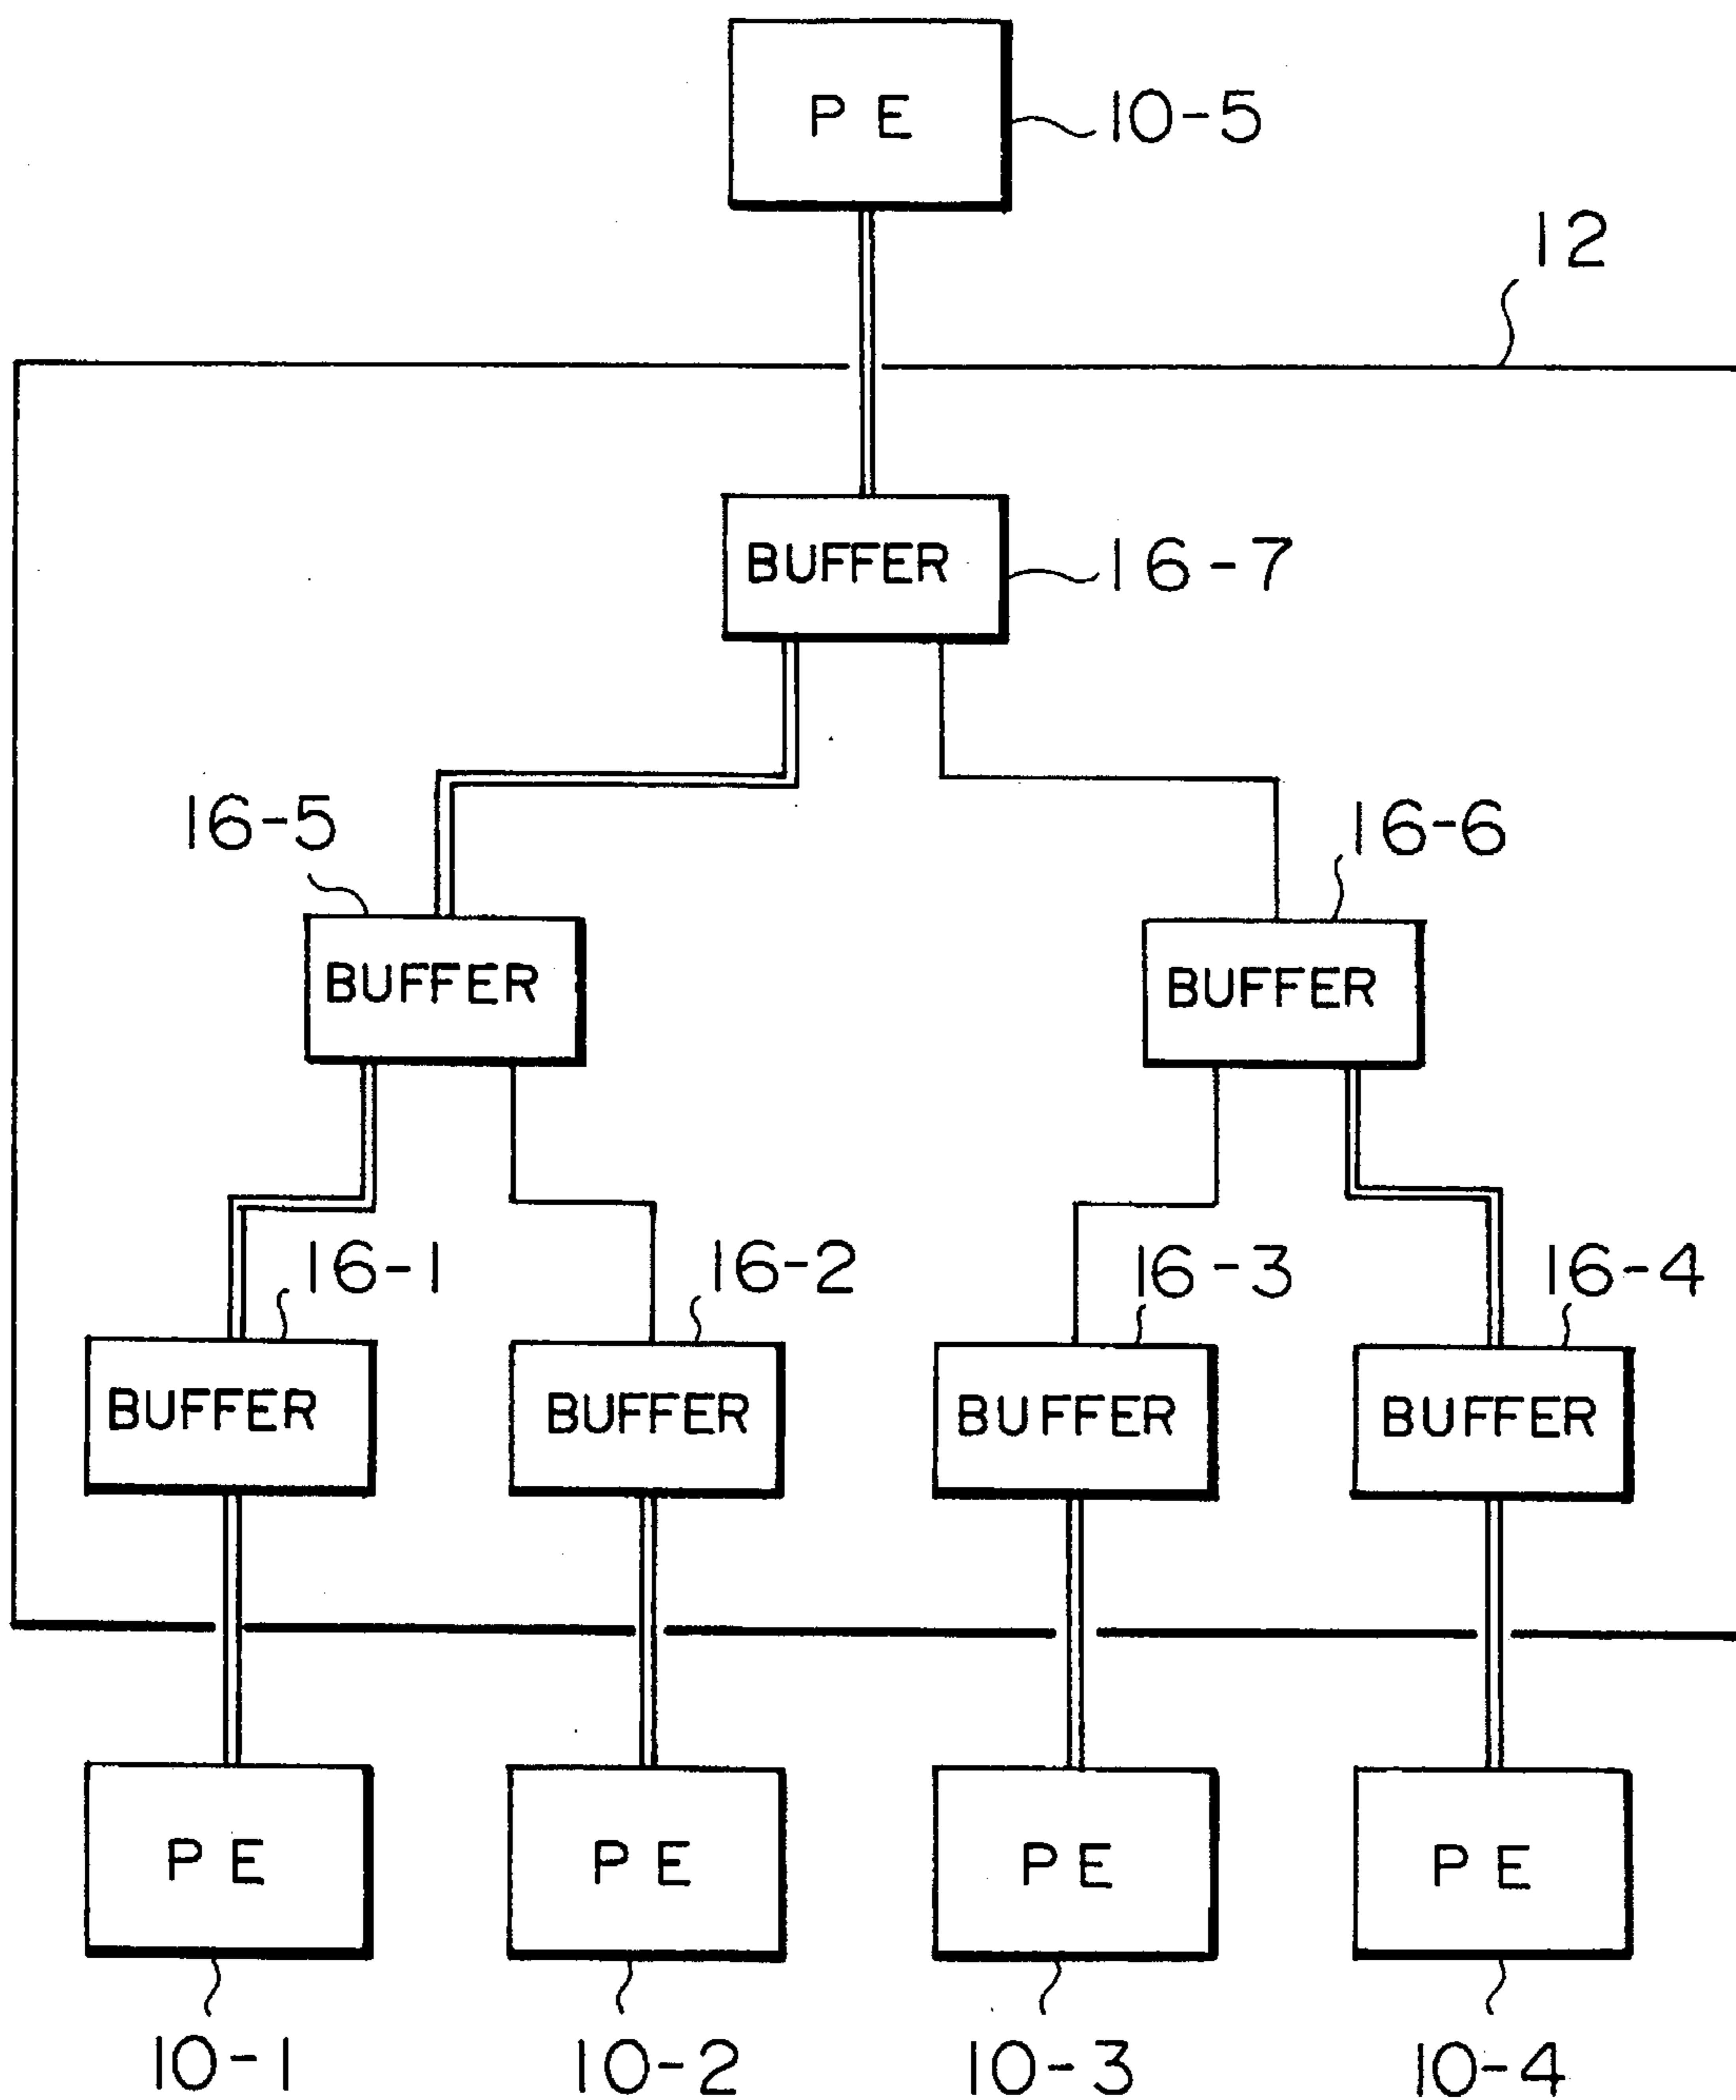 PE
10-5
12
BUFFER
16-7
16-5
16-6
BUFFER
BUFFER
16-1
16-2
16-3
16-4
BUFFER
BUFFER
BUFFER
BUFFER
PE
PE
PE
PE
10-1
10-2
10-3
10-4